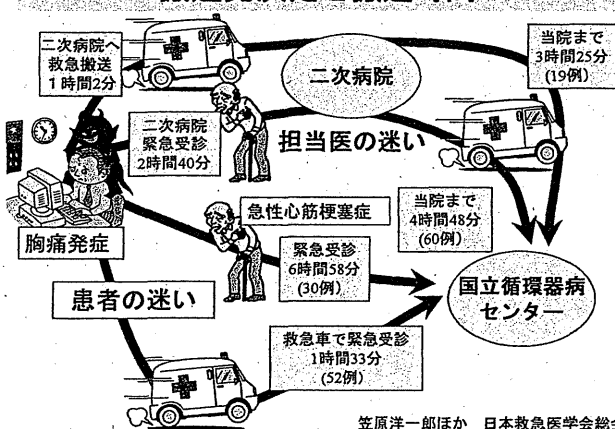 二次病院へ
救急搬送
1時間2分
二次病院
当院まで
3時間25分
(19例)
二次病院
緊急受診
2時間40分
担当医の迷い
急性心筋梗塞症
当院まで
4時間48分
(60例)
胸痛発症
緊急受診
6時間58分
(30例)
国立循環器病
センター
患者の迷い
救急車で緊急受診
1時間33分
(52例)
笠原洋一郎ほか 日本救急医学会総会